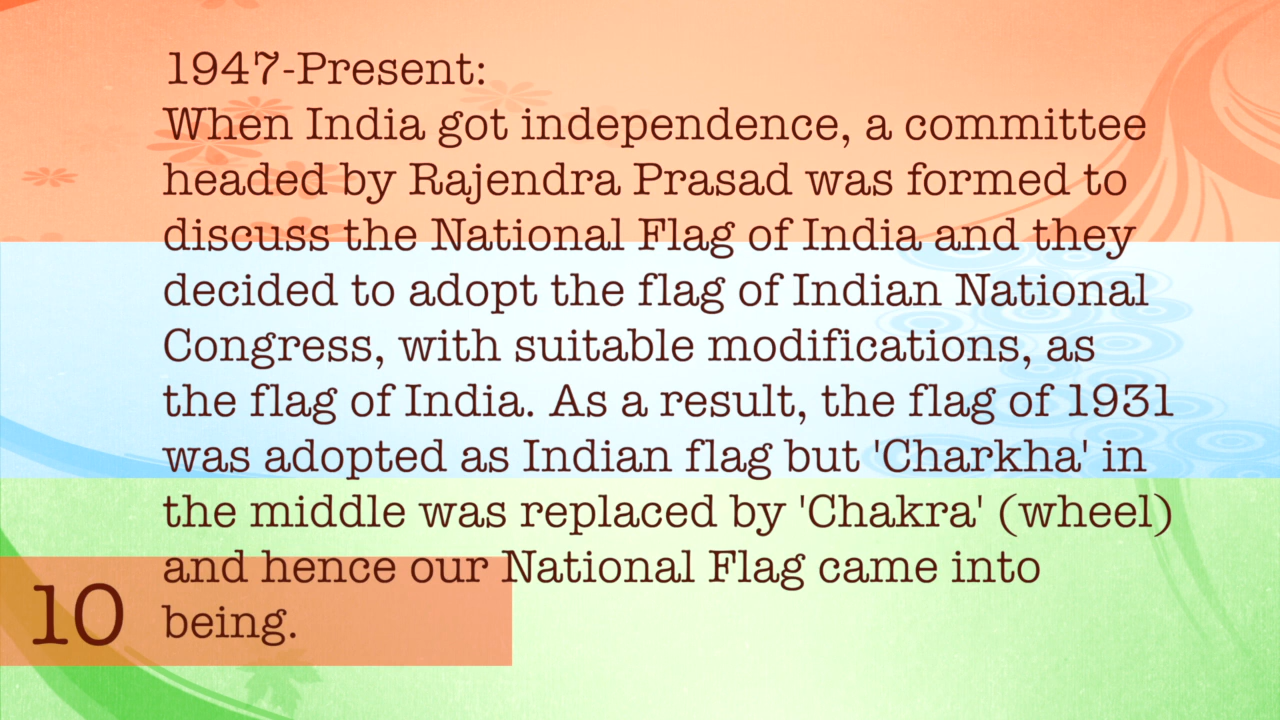 1947-Present:
When India got independence, a committee
headed by Rajendra Prasad was formed to
discuss the National Flag of India and they
decided to adopt the flag of Indian National
Congress, with suitable modifications, as
the flag of India. As a result, the flag of 1931
was adopted as Indian flag but 'Charkha' in
the middle was replaced by 'Chakra' (wheel)
and hence our National Flag came into
being.
10